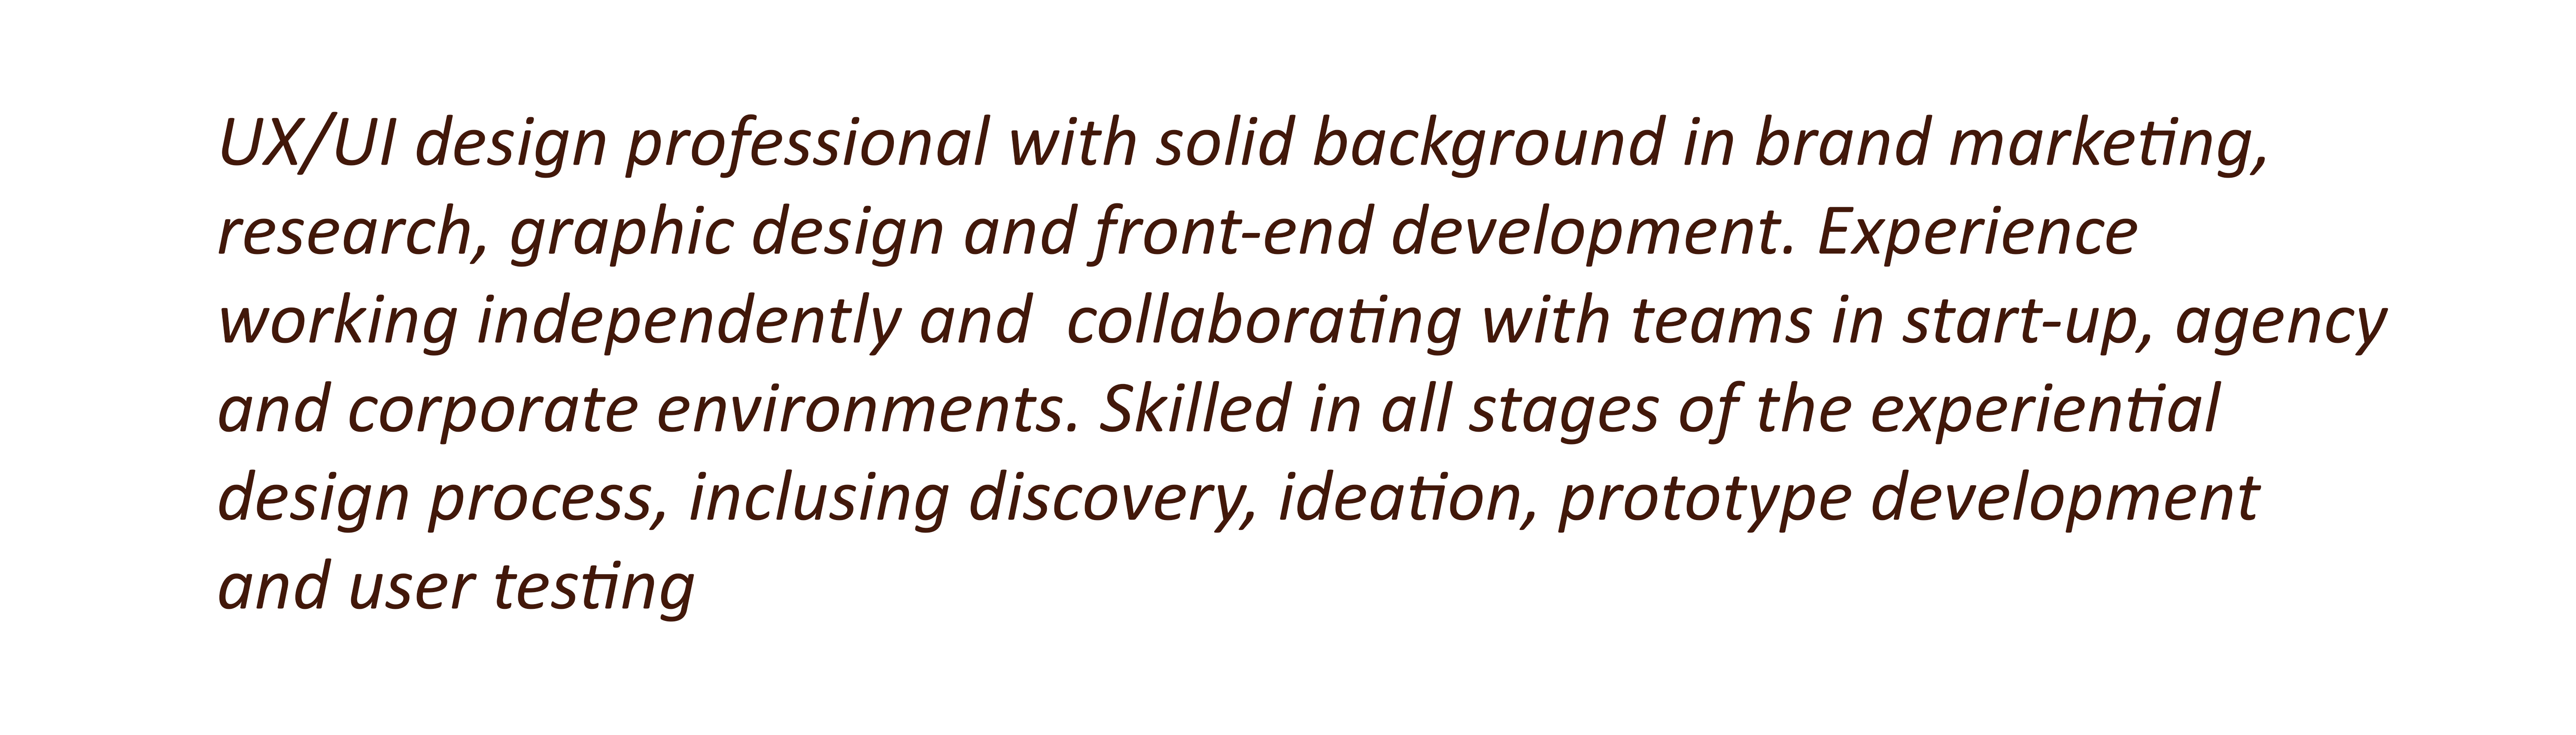 UX/UI design professional with solid background in brand marketing,
research, graphic design and front-end development. Experience
working independently and  collaborating with teams in start-up, agency
and corporate environments. Skilled in all stages of the experiential
design process, inclusing discovery, ideation, prototype development
and user testing